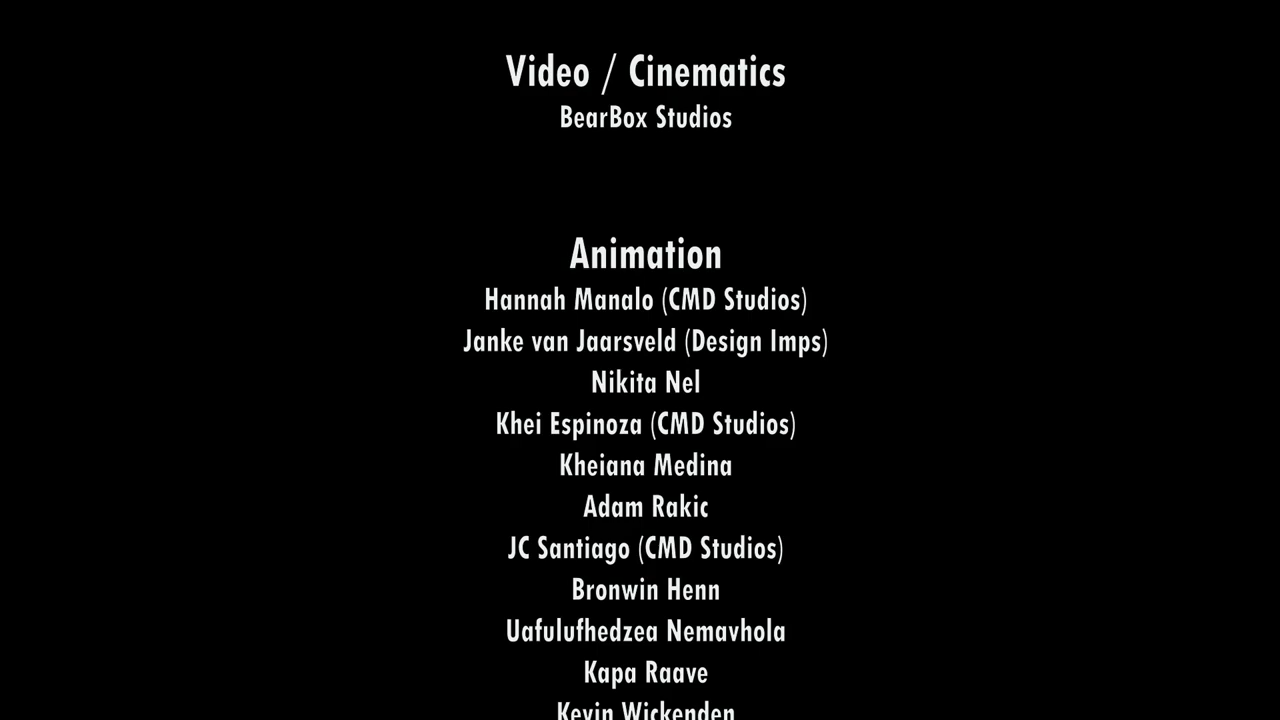 Video / Cinematics
BearBox Studios
Animation
Hannah Manalo (CMD Studios)
Janke van Jaarsveld (Design Imps)
Nikita Nel
Khei Espinoza (CMD Studios)
Kheiana Medina
Adam Rakic
JC Santiago (CMD Studios)
Bronwin Henn
Uafulufhedzea Nemavhola
Kapa Raave
Kevin Wickenden